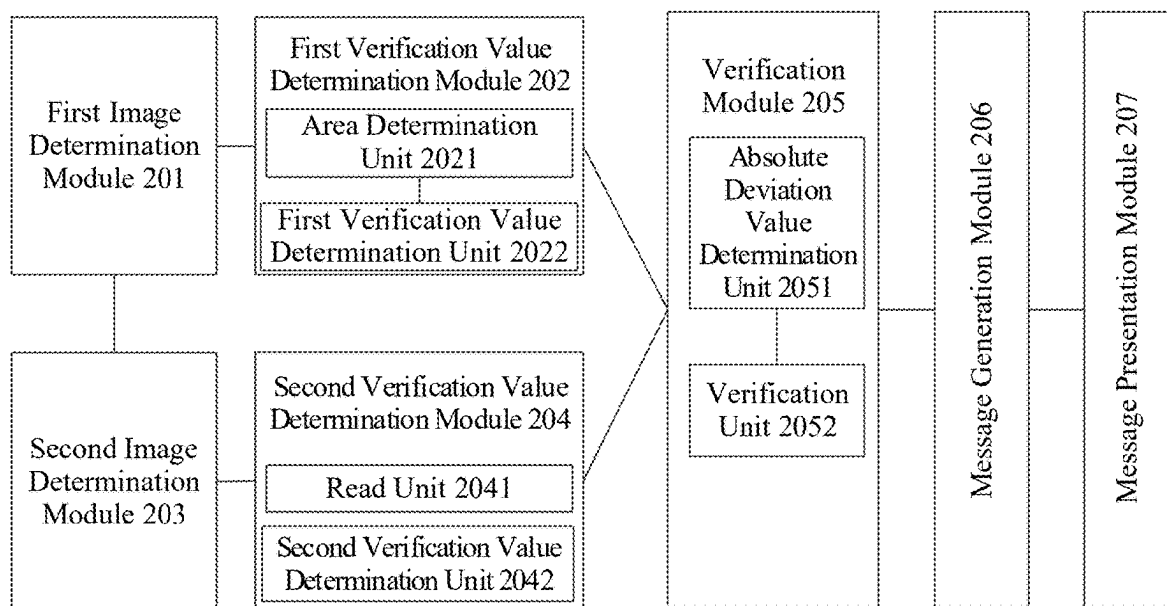 First Image
Determination
Module 201
First Verification Value
Determination Module 202
Area Determination
Unit 2021
First Verification Value
Determination Unit 2022
Second Image
Determination
Module 203
Second Verification Value
Determination Module 204
Read Unit 2041
Second Verification Value
Determination Unit 2042
Verification
Module 205
Absolute
Deviation
Value
Determination
Unit 2051
Verification
Unit 2052
Message Generation Module 206
Message Presentation Module 207